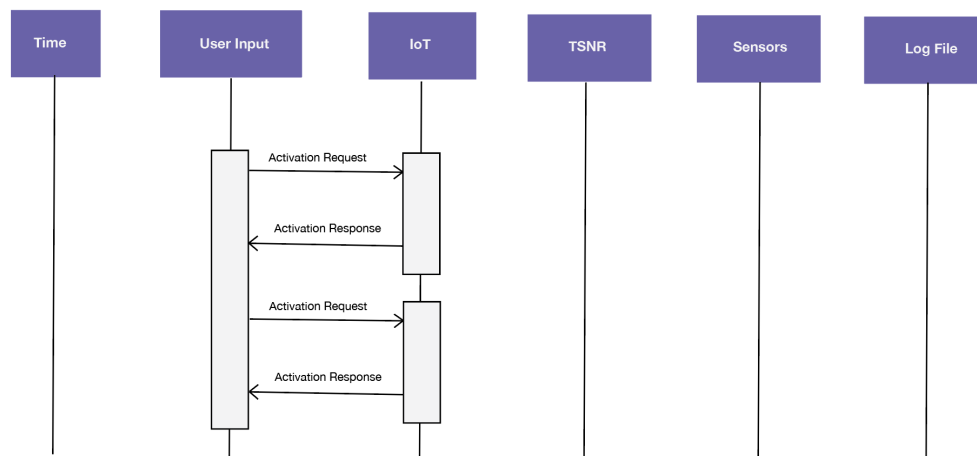 Time
User Input
IoT
TSNR
Sensors
Log File
Activation Request
Activation Response
Activation Request
Activation Response